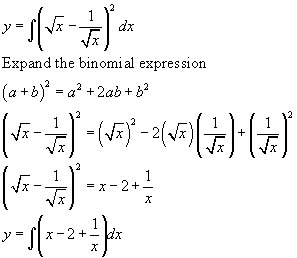 y = ∫(√x − 1/√x)² dx
Expand the binomial expression
(a + b)² = a² + 2ab + b²
(√x − 1/√x)² = (√x)² − 2(√x)(1/√x) + (1/√x)²
(√x − 1/√x)² = x − 2 + 1/x
y = ∫(x − 2 + 1/x)dx